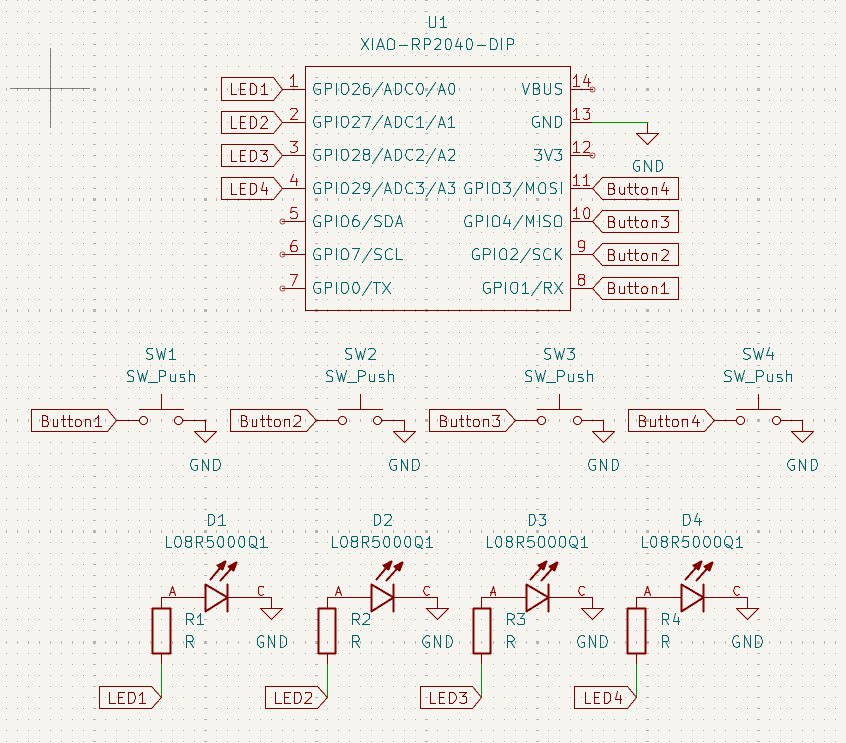 U1
XIAO-RP2040-DIP
LED1 1 GPIO26/ADC0/A0 VBUS 14
LED2 2 GPIO27/ADC1/A1 GND 13
LED3 3 GPIO28/ADC2/A2 3V3 12
GND
LED4 4 GPIO29/ADC3/A3 GPIO3/MOSI 11 Button4
5 GPIO6/SDA GPIO4/MISO 10 Button3
6 GPIO7/SCL GPIO2/SCK 9 Button2
7 GPIO0/TX GPIO1/RX 8 Button1
SW1 SW2 SW3 SW4
SW_Push SW_Push SW_Push SW_Push
Button1 Button2 Button3 Button4
GND GND GND GND
D1 D2 D3 D4
L08R5000Q1 L08R5000Q1 L08R5000Q1 L08R5000Q1
A C A C A C A C
R1 R2 R3 R4
R GND R GND R GND R GND
LED1 LED2 LED3 LED4